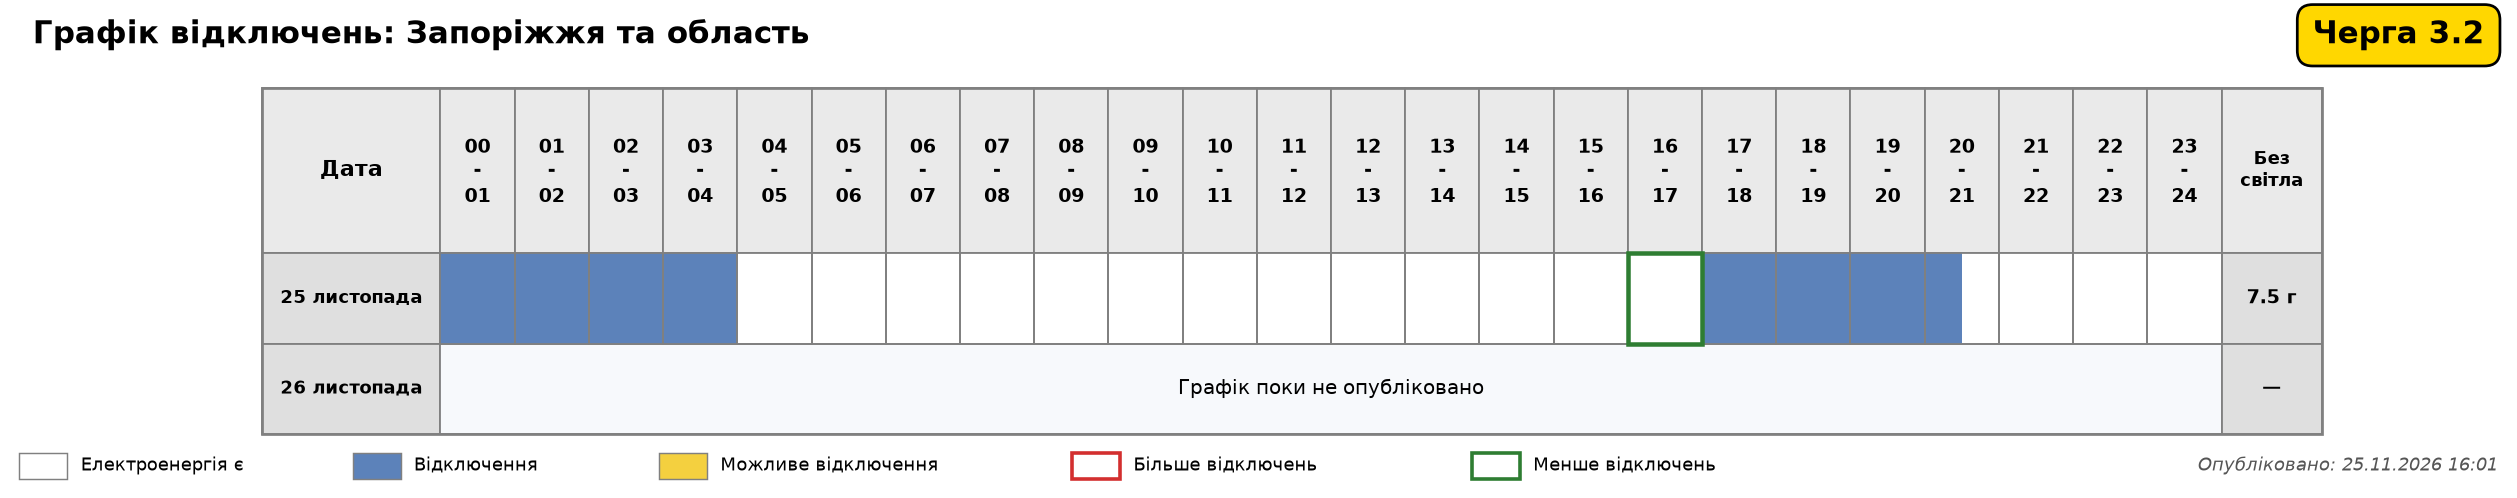 Графік відключень: Запоріжжя та область
Черга 3.2
Дата
00 - 01
01 - 02
02 - 03
03 - 04
04 - 05
05 - 06
06 - 07
07 - 08
08 - 09
09 - 10
10 - 11
11 - 12
12 - 13
13 - 14
14 - 15
15 - 16
16 - 17
17 - 18
18 - 19
19 - 20
20 - 21
21 - 22
22 - 23
23 - 24
Без
світла
25 листопада
7.5 г
26 листопада
Графік поки не опубліковано
—
Електроенергія є
Відключення
Можливе відключення
Більше відключень
Менше відключень
Опубліковано: 25.11.2026 16:01